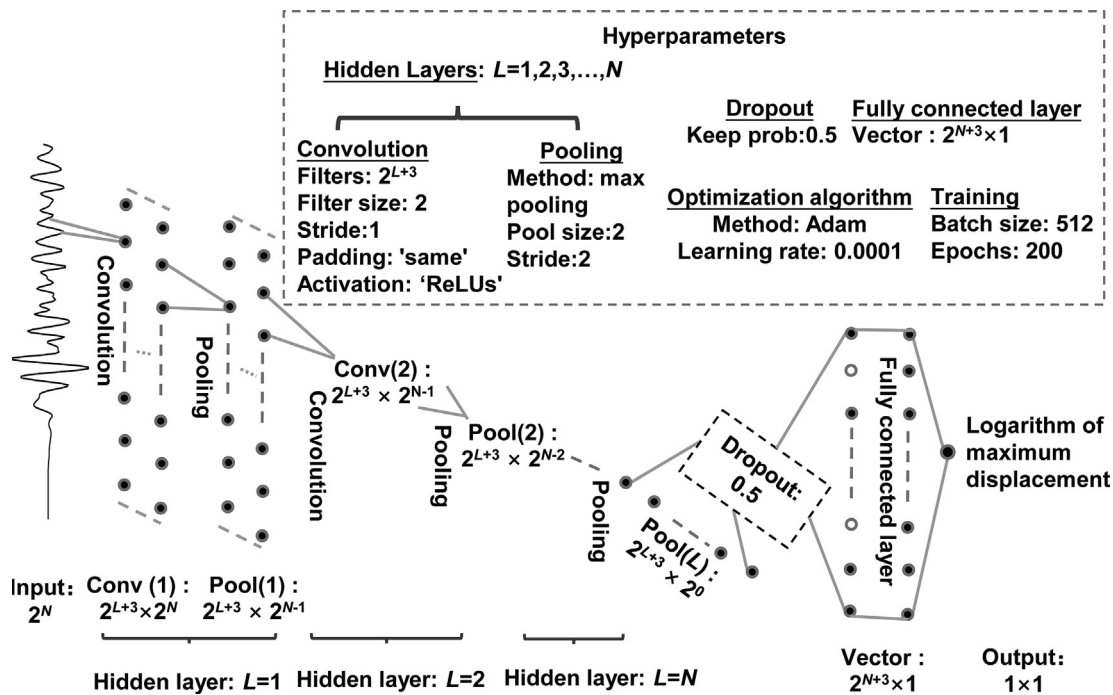 Hyperparameters
Hidden Layers: L=1,2,3,...,N
Convolution
Filters: 2^{L+3}
Filter size: 2
Stride:1
Padding: 'same'
Activation: ‘ReLUs'
Pooling
Method: max
pooling
Pool size:2
Stride:2
Dropout
Keep prob:0.5
Fully connected layer
Vector : 2^{N+3}×1
Optimization algorithm
Method: Adam
Learning rate: 0.0001
Training
Batch size: 512
Epochs: 200
Convolution
Pooling
Conv(2) :
2^{L+3} × 2^{N-1}
Convolution
Pooling
Pool(2) :
2^{L+3} × 2^{N-2}
Pooling
Pool(L) :
2^{L+3} × 2^0
Dropout:
0.5
Fully connected layer
Logarithm of
maximum
displacement
Input:
2^N
Conv (1) :
2^{L+3}×2^N
Pool(1) :
2^{L+3} × 2^{N-1}
Hidden layer: L=1
Hidden layer: L=2
Hidden layer: L=N
Vector :
2^{N+3}×1
Output:
1×1